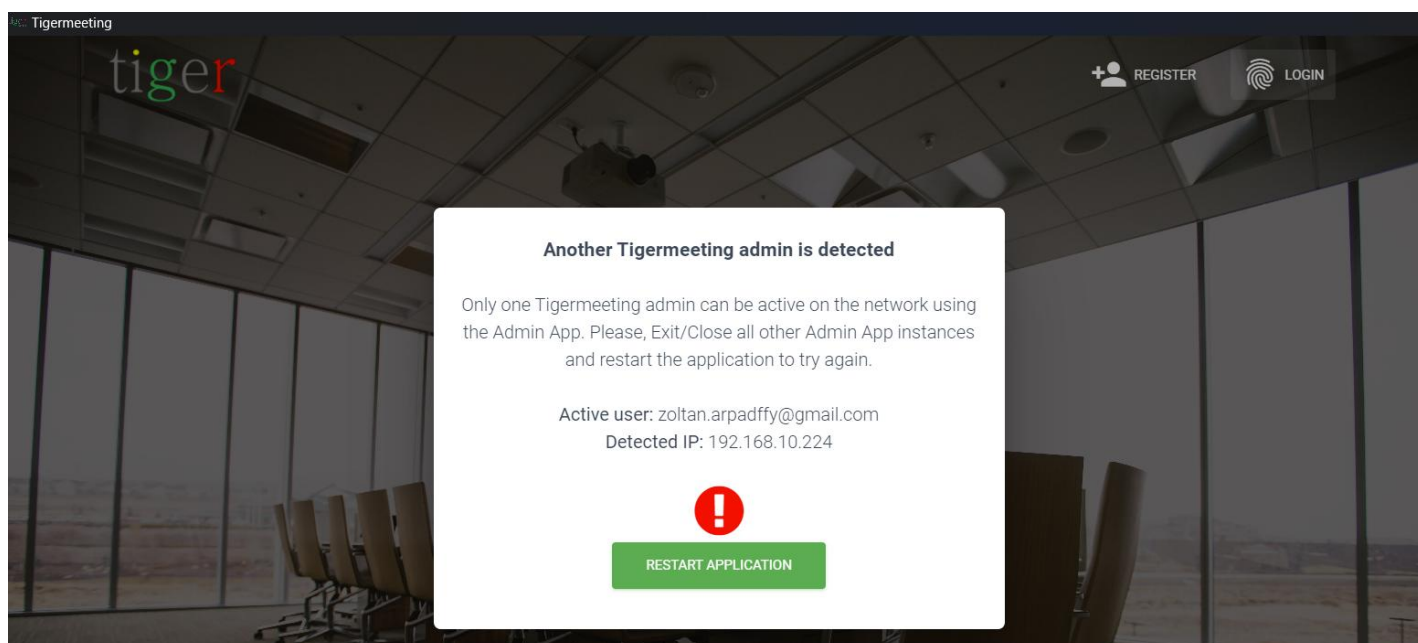 Tigermeeting
tiger
REGISTER
LOGIN
Another Tigermeeting admin is detected
Only one Tigermeeting admin can be active on the network using
the Admin App. Please, Exit/Close all other Admin App instances
and restart the application to try again.
Active user: zoltan.arpadffy@gmail.com
Detected IP: 192.168.10.224
RESTART APPLICATION